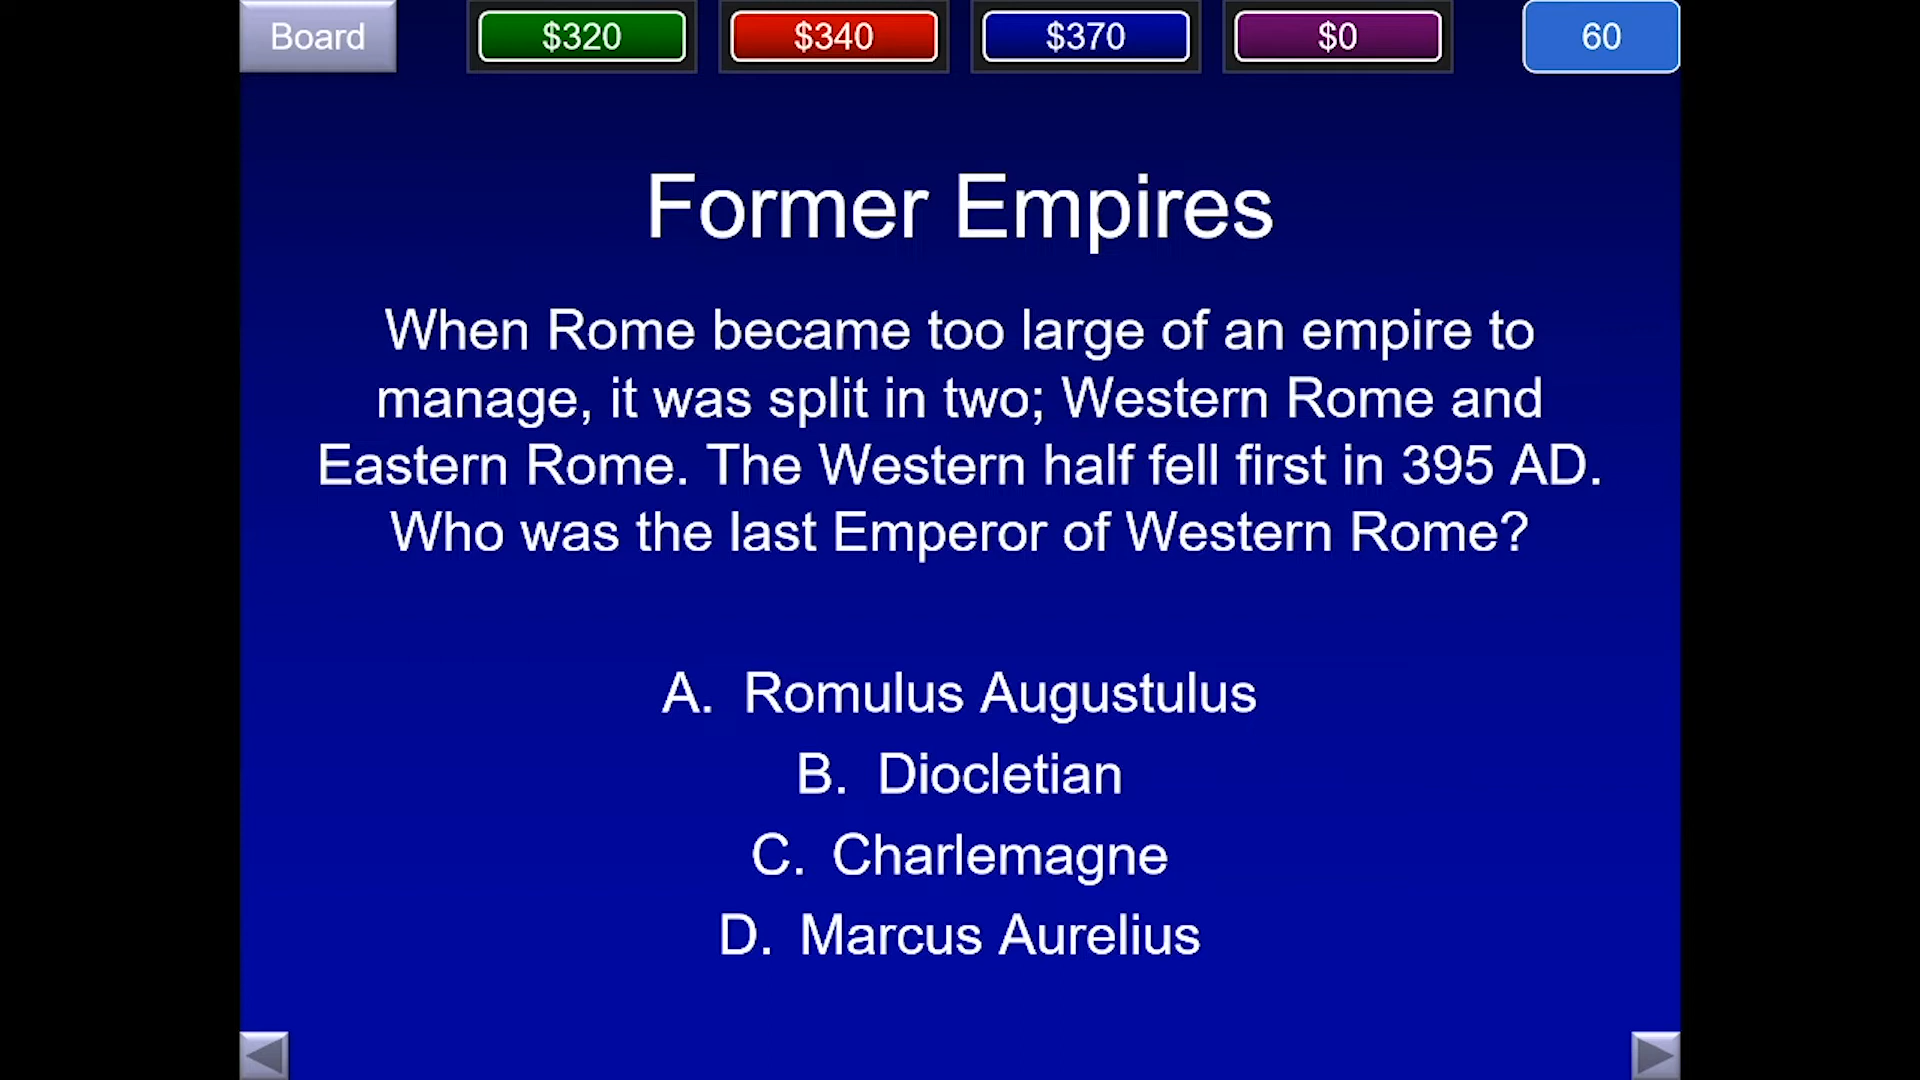 Board
$320
$340
$370
$0
60
Former Empires
When Rome became too large of an empire to
manage, it was split in two; Western Rome and
Eastern Rome. The Western half fell first in 395 AD.
Who was the last Emperor of Western Rome?
A. Romulus Augustulus
B. Diocletian
C. Charlemagne
D. Marcus Aurelius